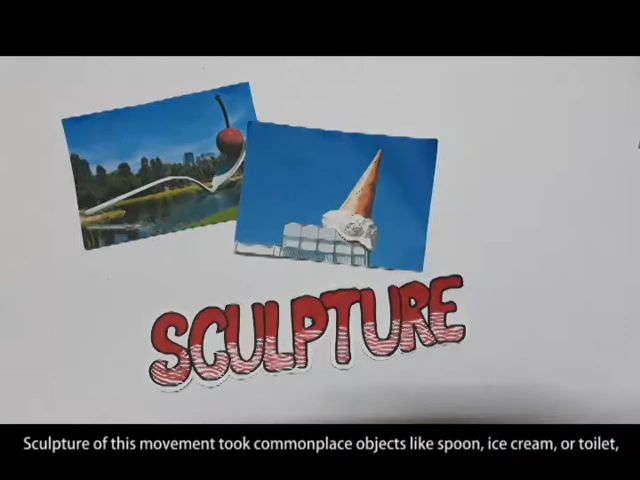 SCULPTURE
Sculpture of this movement took commonplace objects like spoon, ice cream, or toilet,